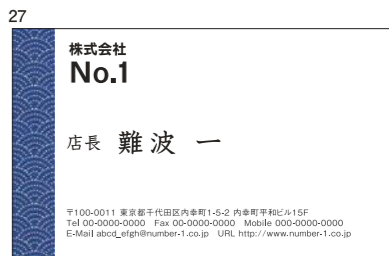 27
株式会社
No.1
店長 難波 一
〒100-0011 東京都千代田区内幸町1-5-2 内幸町平和ビル15F
Tel 00-0000-0000 Fax 00-0000-0000 Mobile 000-0000-0000
E-Mail abcd_efgh@number-1.co.jp URL http://www.number-1.co.jp